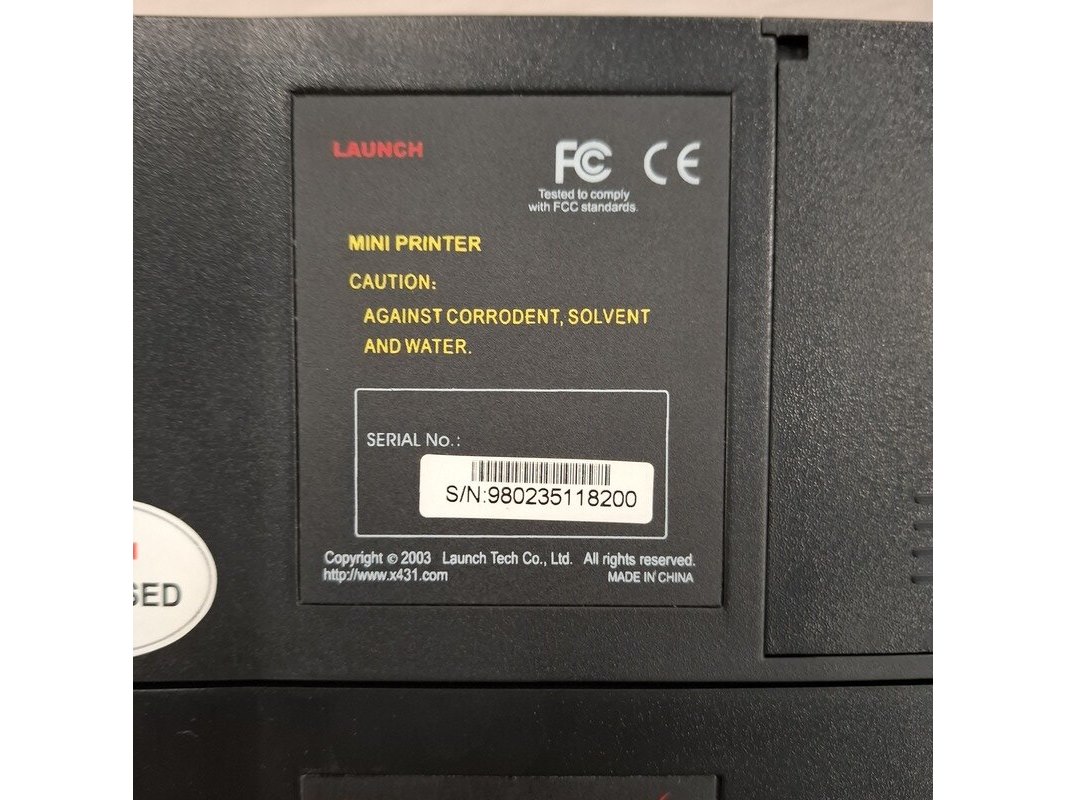 LAUNCH
FC CE
Tested to comply
with FCC standards.
MINI PRINTER
CAUTION:
AGAINST CORRODENT, SOLVENT
AND WATER.
SERIAL No.:
S/N:980235118200
Copyright © 2003 Launch Tech Co., Ltd. All rights reserved.
http://www.x431.com MADE IN CHINA